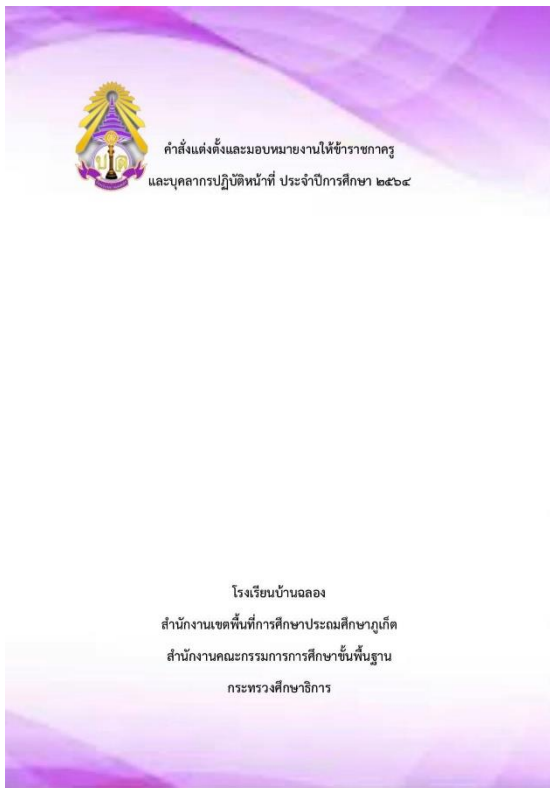 บ ล
คำสั่งแต่งตั้งและมอบหมายงานให้ข้าราชกาครู
และบุคลากรปฏิบัติหน้าที่ ประจำปีการศึกษา ๒๕๖๔
โรงเรียนบ้านฉลอง
สำนักงานเขตพื้นที่การศึกษาประถมศึกษาภูเก็ต
สำนักงานคณะกรรมการการศึกษาขั้นพื้นฐาน
กระทรวงศึกษาธิการ